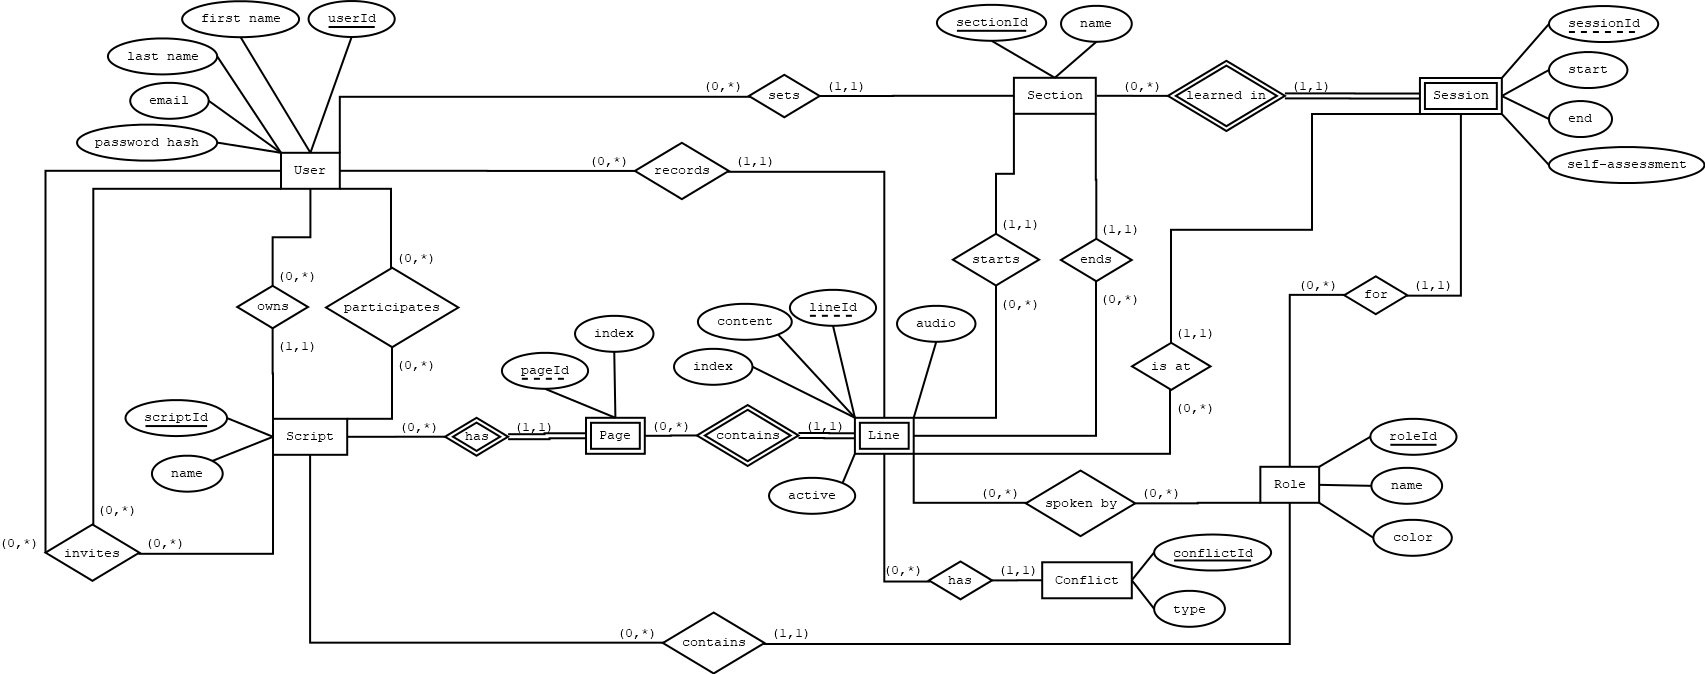 first name
userId
sectionId
name
sessionId
last name
start
email
(0,*)
sets
(1,1)
Section
(0,*)
learned in
(1,1)
Session
end
password hash
self-assessment
User
(0,*)
records
(1,1)
(1,1)
(1,1)
(0,*)
starts
ends
(0,*)
(0,*)
for
(1,1)
owns
participates
lineId
(0,*)
(0,*)
content
audio
index
(1,1)
(1,1)
(0,*)
index
is at
pageId
(0,*)
scriptId
(0,*)
(1,1)
(0,*)
(1,1)
Script
has
Page
contains
Line
roleId
name
active
Role
name
(0,*)
spoken by
(0,*)
(0,*)
color
(0,*)
(0,*)
invites
conflictId
(0,*)
has
(1,1)
Conflict
type
(0,*)
contains
(1,1)